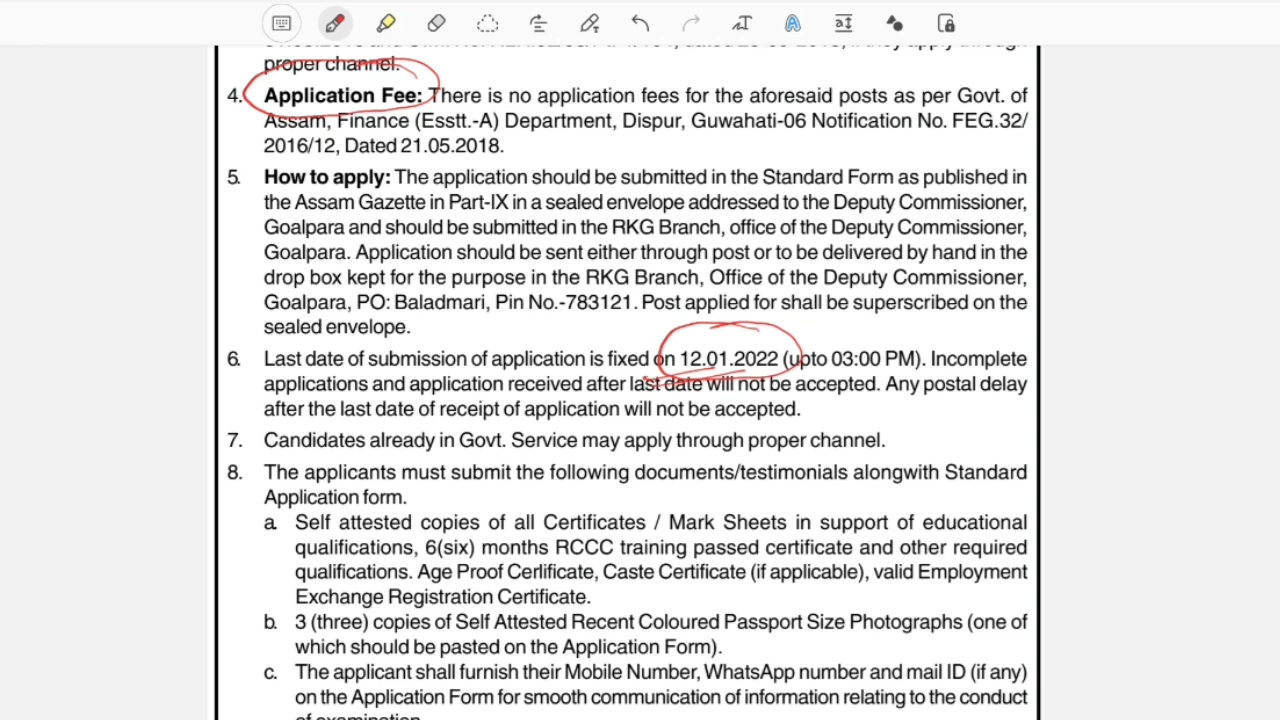 proper channel.
4. Application Fee: There is no application fees for the aforesaid posts as per Govt. of
Assam, Finance (Esstt.-A) Department, Dispur, Guwahati-06 Notification No. FEG.32/
2016/12, Dated 21.05.2018.
5. How to apply: The application should be submitted in the Standard Form as published in
the Assam Gazette in Part-IX in a sealed envelope addressed to the Deputy Commissioner,
Goalpara and should be submitted in the RKG Branch, office of the Deputy Commissioner,
Goalpara. Application should be sent either through post or to be delivered by hand in the
drop box kept for the purpose in the RKG Branch, Office of the Deputy Commissioner,
Goalpara, PO: Baladmari, Pin No.-783121. Post applied for shall be superscribed on the
sealed envelope.
6. Last date of submission of application is fixed on 12.01.2022 (upto 03:00 PM). Incomplete
applications and application received after last date will not be accepted. Any postal delay
after the last date of receipt of application will not be accepted.
7. Candidates already in Govt. Service may apply through proper channel.
8. The applicants must submit the following documents/testimonials alongwith Standard
Application form.
a. Self attested copies of all Certificates / Mark Sheets in support of educational
qualifications, 6(six) months RCCC training passed certificate and other required
qualifications. Age Proof Cerlificate, Caste Certificate (if applicable), valid Employment
Exchange Registration Certificate.
b. 3 (three) copies of Self Attested Recent Coloured Passport Size Photographs (one of
which should be pasted on the Application Form).
c. The applicant shall furnish their Mobile Number, WhatsApp number and mail ID (if any)
on the Application Form for smooth communication of information relating to the conduct
of examination